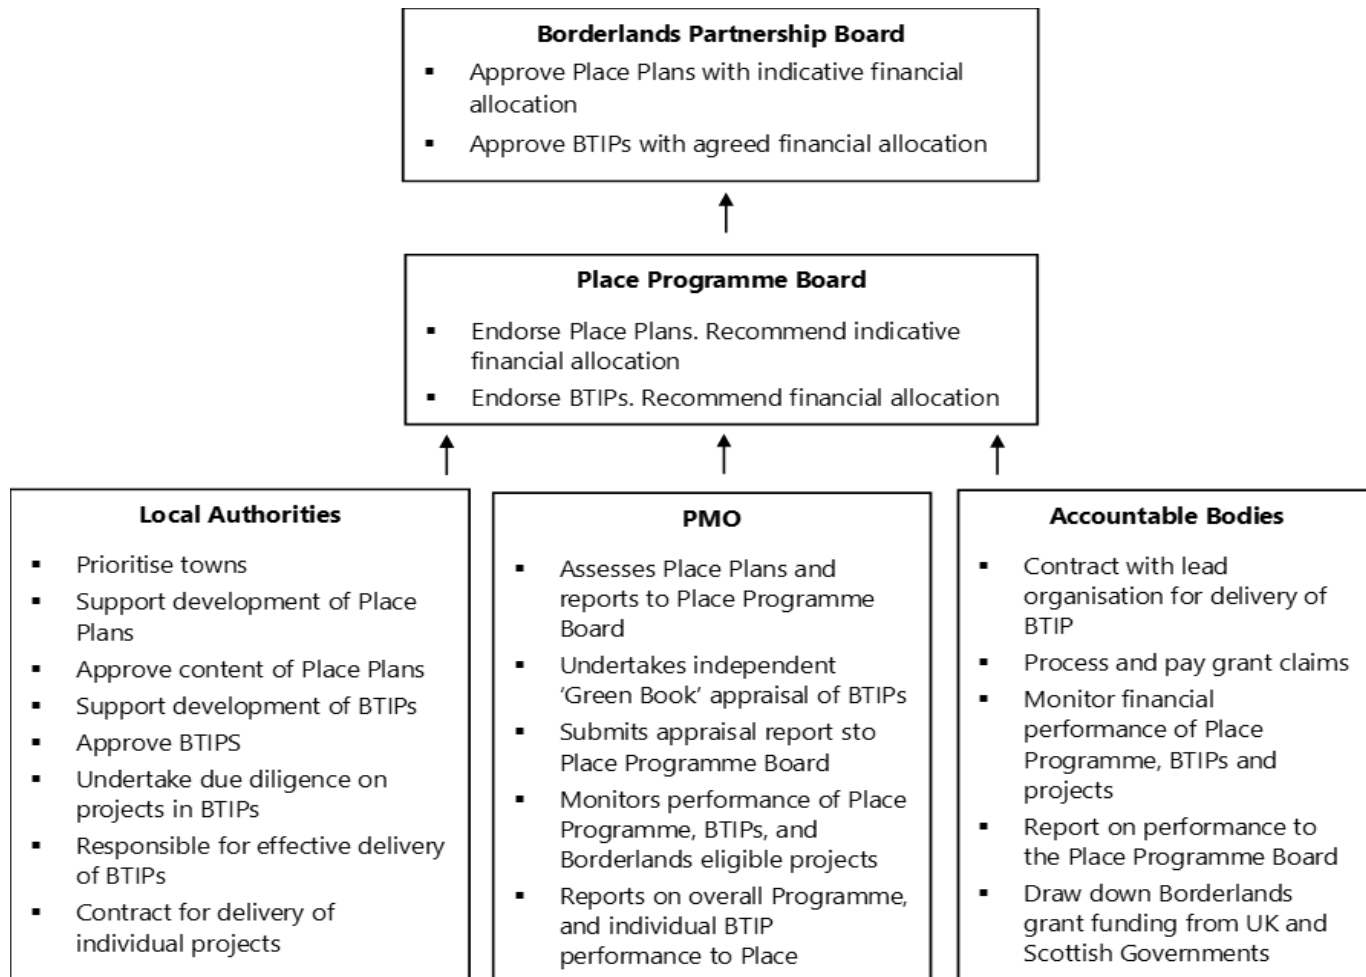 Borderlands Partnership Board
▪ Approve Place Plans with indicative financial
allocation
▪ Approve BTIPs with agreed financial allocation
Place Programme Board
▪ Endorse Place Plans. Recommend indicative
financial allocation
▪ Endorse BTIPs. Recommend financial allocation
Local Authorities
▪ Prioritise towns
▪ Support development of Place
Plans
▪ Approve content of Place Plans
▪ Support development of BTIPs
▪ Approve BTIPS
▪ Undertake due diligence on
projects in BTIPs
▪ Responsible for effective delivery
of BTIPs
▪ Contract for delivery of
individual projects
PMO
▪ Assesses Place Plans and
reports to Place Programme
Board
▪ Undertakes independent
‘Green Book’ appraisal of BTIPs
▪ Submits appraisal report sto
Place Programme Board
▪ Monitors performance of Place
Programme, BTIPs, and
Borderlands eligible projects
▪ Reports on overall Programme,
and individual BTIP
performance to Place
Accountable Bodies
▪ Contract with lead
organisation for delivery of
BTIP
▪ Process and pay grant claims
▪ Monitor financial
performance of Place
Programme, BTIPs and
projects
▪ Report on performance to
the Place Programme Board
▪ Draw down Borderlands
grant funding from UK and
Scottish Governments